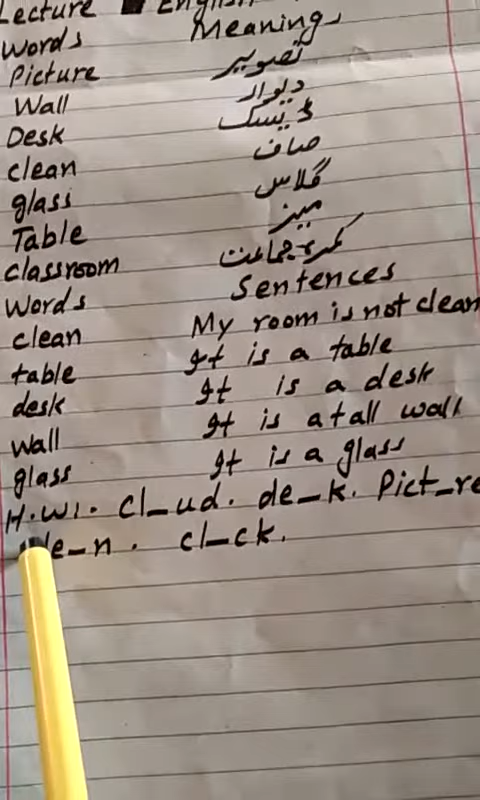 Lecture English
Words Meanings
Picture تصویر
Wall دیوار
Desk ڈیسک
clean صاف
glass گلاس
Table میز
classroom کمرہ جماعت
Words Sentences
clean My room is not clean
table It is a table
desk It is a desk
wall It is a tall wall
glass It is a glass
H.W. cl_ud. de_k. Pict_re
le_n. cl_ck.